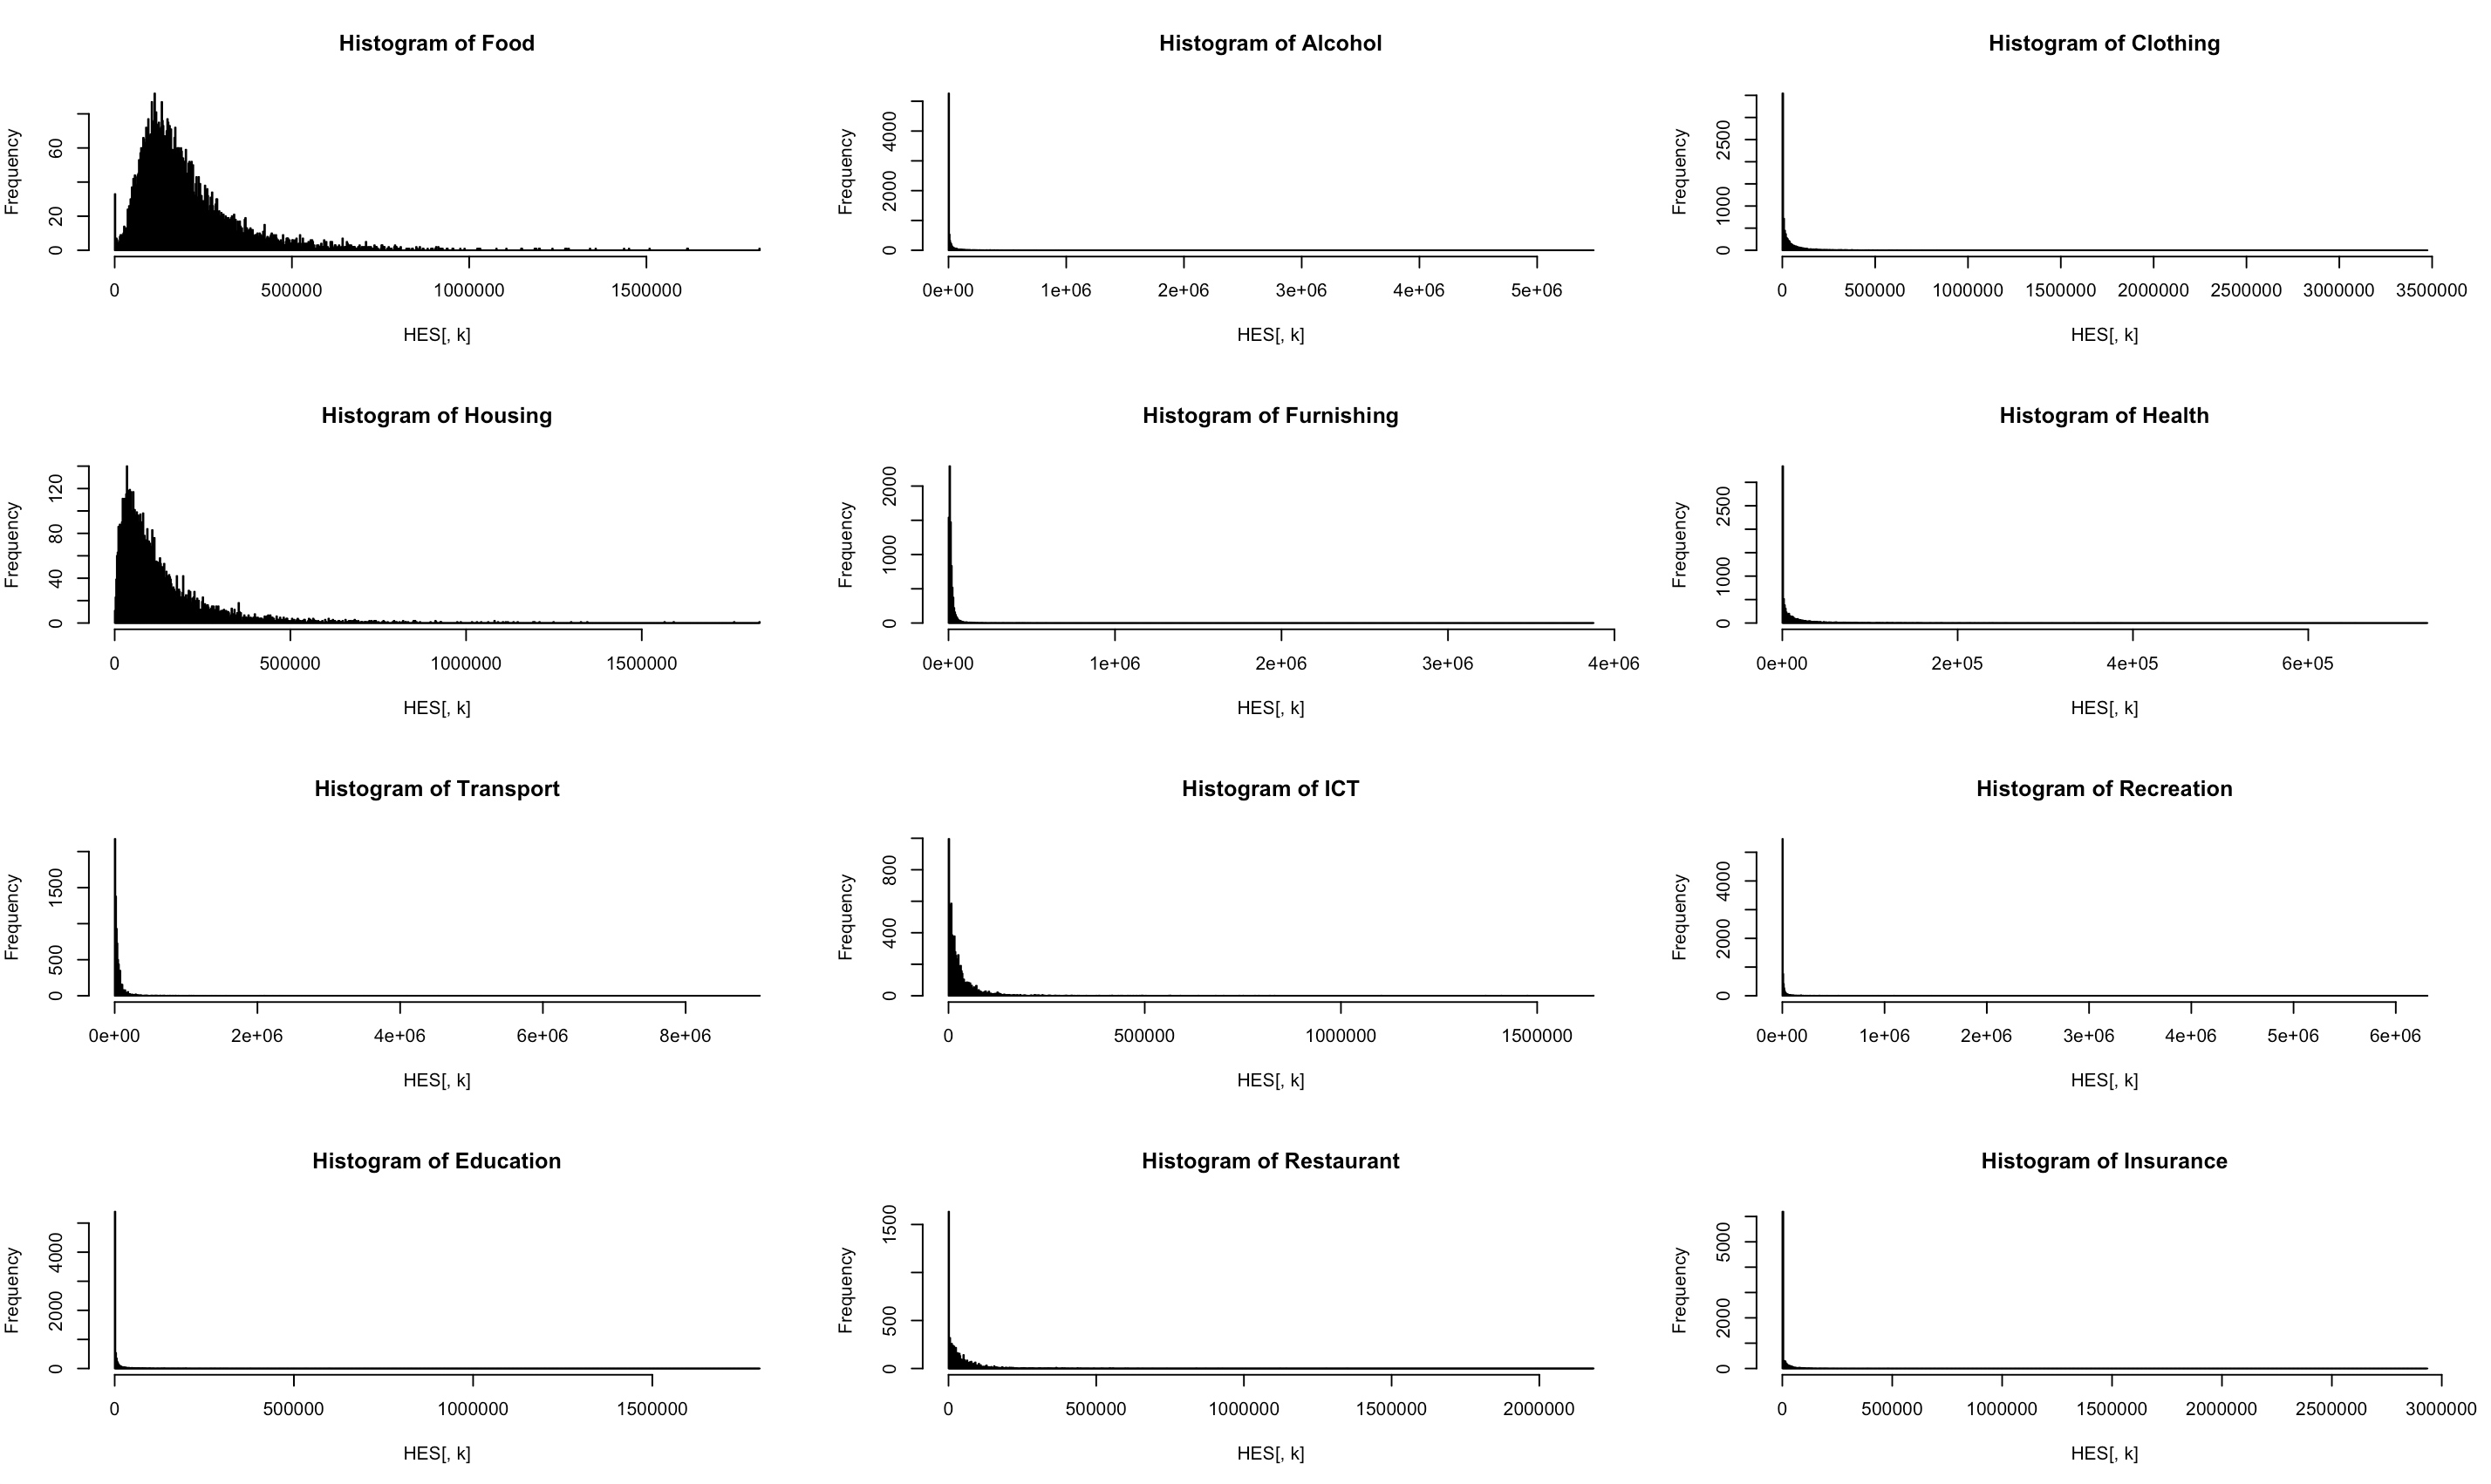 Histogram of Food
Frequency
0
20
60
0
500000
1000000
1500000
HES[, k]
Histogram of Alcohol
Frequency
0
2000
4000
0e+00
1e+06
2e+06
3e+06
4e+06
5e+06
HES[, k]
Histogram of Clothing
Frequency
0
1000
2500
0
500000
1000000
1500000
2000000
2500000
3000000
3500000
HES[, k]
Histogram of Housing
Frequency
0
40
80
120
0
500000
1000000
1500000
HES[, k]
Histogram of Furnishing
Frequency
0
1000
2000
0e+00
1e+06
2e+06
3e+06
4e+06
HES[, k]
Histogram of Health
Frequency
0
1000
2500
0e+00
2e+05
4e+05
6e+05
HES[, k]
Histogram of Transport
Frequency
0
500
1500
0e+00
2e+06
4e+06
6e+06
8e+06
HES[, k]
Histogram of ICT
Frequency
0
400
800
0
500000
1000000
1500000
HES[, k]
Histogram of Recreation
Frequency
0
2000
4000
0e+00
1e+06
2e+06
3e+06
4e+06
5e+06
6e+06
HES[, k]
Histogram of Education
Frequency
0
2000
4000
0
500000
1000000
1500000
HES[, k]
Histogram of Restaurant
Frequency
0
500
1500
0
500000
1000000
1500000
2000000
HES[, k]
Histogram of Insurance
Frequency
0
2000
5000
0
500000
1000000
1500000
2000000
2500000
3000000
HES[, k]